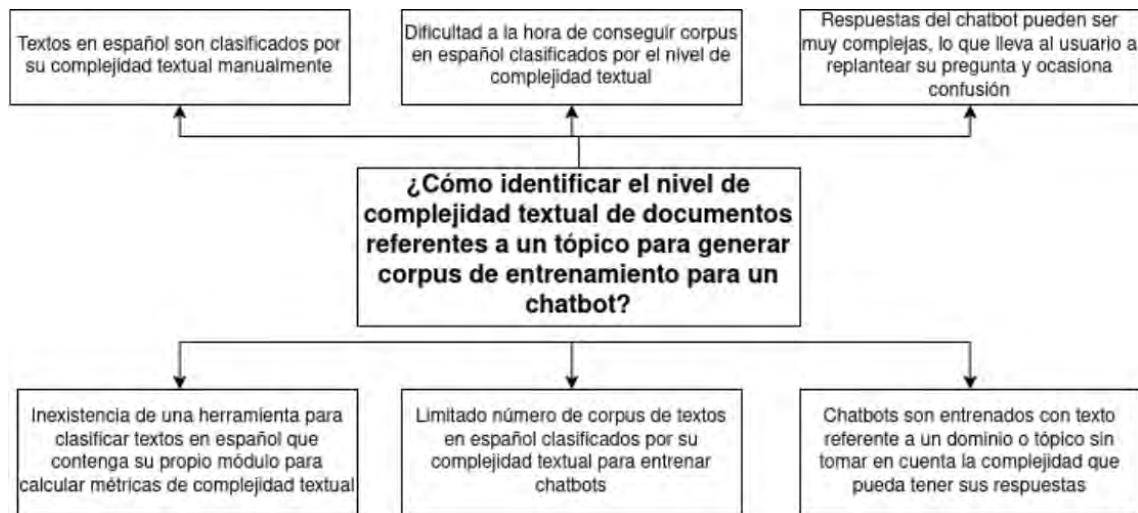 Textos en español son clasificados por
su complejidad textual manualmente
Dificultad a la hora de conseguir corpus
en español clasificados por el nivel de
complejidad textual
Respuestas del chatbot pueden ser
muy complejas, lo que lleva al usuario a
replantear su pregunta y ocasiona
confusión
¿Cómo identificar el nivel de
complejidad textual de documentos
referentes a un tópico para generar
corpus de entrenamiento para un
chatbot?
Inexistencia de una herramienta para
clasificar textos en español que
contenga su propio módulo para
calcular métricas de complejidad textual
Limitado número de corpus de textos
en español clasificados por su
complejidad textual para entrenar
chatbots
Chatbots son entrenados con texto
referente a un dominio o tópico sin
tomar en cuenta la complejidad que
pueda tener sus respuestas